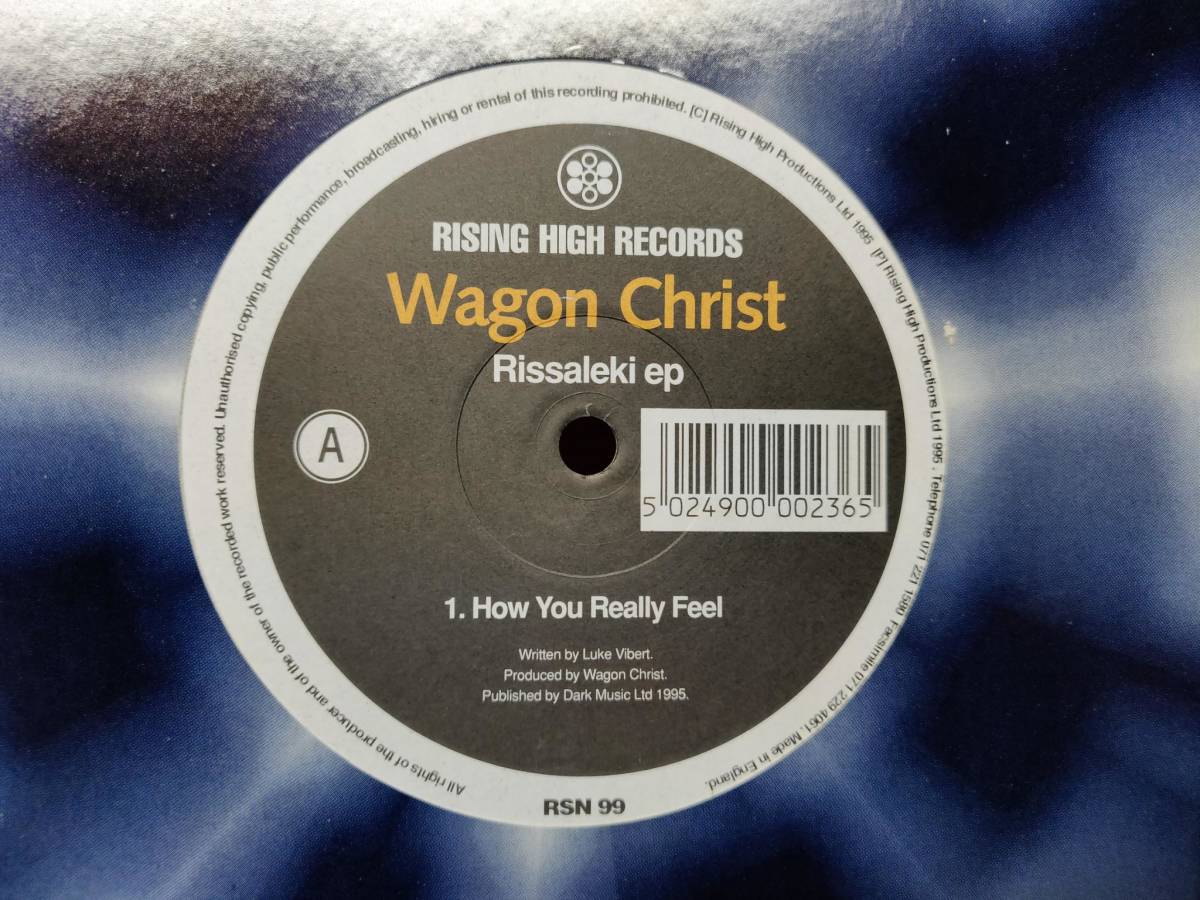 RISING HIGH RECORDS
Wagon Christ
Rissaleki ep
A
5 024900 002365
1. How You Really Feel
Written by Luke Vibert.
Produced by Wagon Christ.
Published by Dark Music Ltd 1995.
All rights of the producer and of the owner of the recorded work reserved. Unauthorised copying, public performance, broadcasting, hiring or rental of this recording prohibited. [C] Rising High Productions Ltd 1995 [P] Rising High Productions Ltd 1995 . Telephone 071 221 1580 Facsimile 071 229 4061. Made in England.
RSN 99